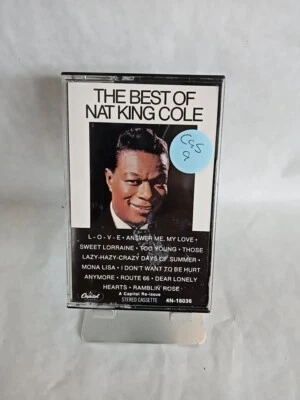 THE BEST OF
NAT KING COLE
L-O-V-E • ANSWER ME, MY LOVE •
SWEET LORRAINE • TOO YOUNG • THOSE
LAZY-HAZY-CRAZY DAYS OF SUMMER •
MONA LISA • I DON'T WANT TO BE HURT
ANYMORE • ROUTE 66 • DEAR LONELY
HEARTS • RAMBLIN' ROSE
A Capitol Re-issue
Capitol STEREO CASSETTE 4N-16036